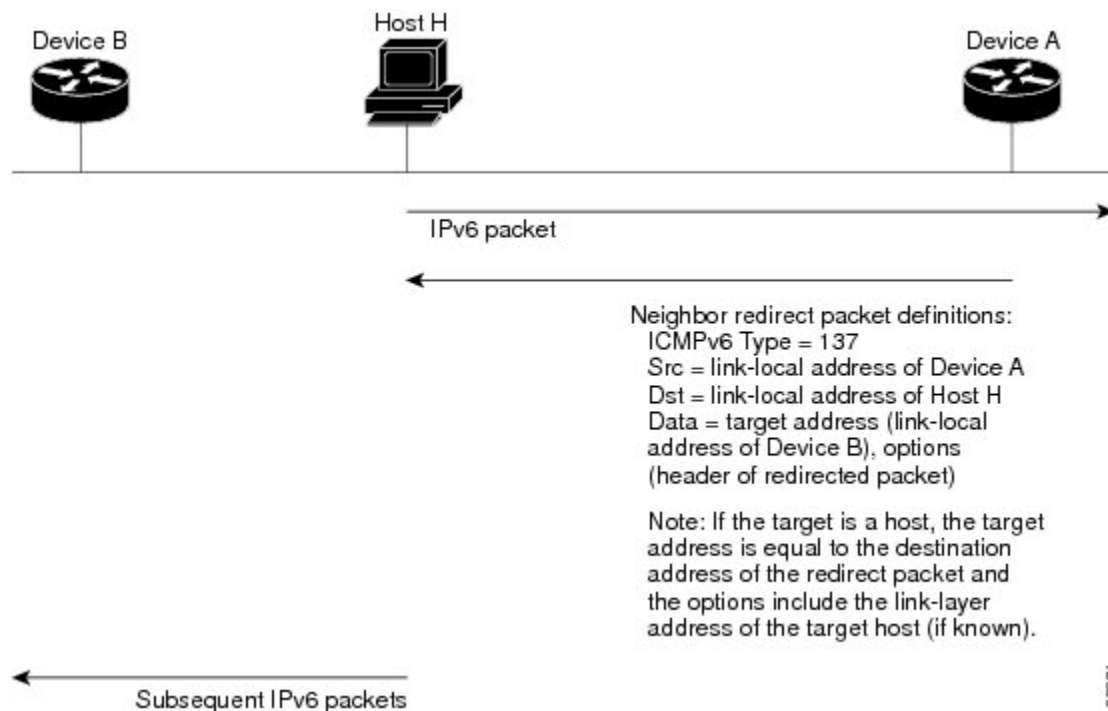 Device B
Host H
Device A
IPv6 packet
Neighbor redirect packet definitions:
ICMPv6 Type = 137
Src = link-local address of Device A
Dst = link-local address of Host H
Data = target address (link-local
address of Device B), options
(header of redirected packet)
Note: If the target is a host, the target
address is equal to the destination
address of the redirect packet and
the options include the link-layer
address of the target host (if known).
Subsequent IPv6 packets